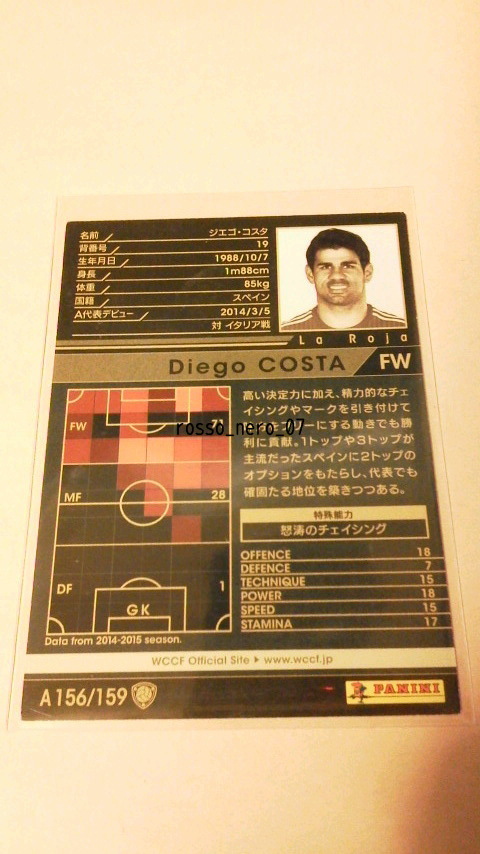 名前 ジエゴ・コスタ
背番号 19
生年月日 1988/10/7
身長 1m88cm
体重 85kg
国籍 スペイン
A代表デビュー 2014/3/5
対 イタリア戦
La Roja
Diego COSTA FW
FW
MF 28
DF 1
GK
Data from 2014-2015 season.
高い決定力に加え、精力的なチェ
イシングやマークを引き付けて
にする動きでも勝
利に貢献。1トップや3トップが
主流だったスペインに2トップの
オプションをもたらし、代表でも
確固たる地位を築きつつある。
rosso_nero_07
特殊能力
怒涛のチェイシング
OFFENCE 18
DEFENCE 7
TECHNIQUE 15
POWER 18
SPEED 15
STAMINA 17
WCCF Official Site www.wccf.jp
A156/159
PANINI